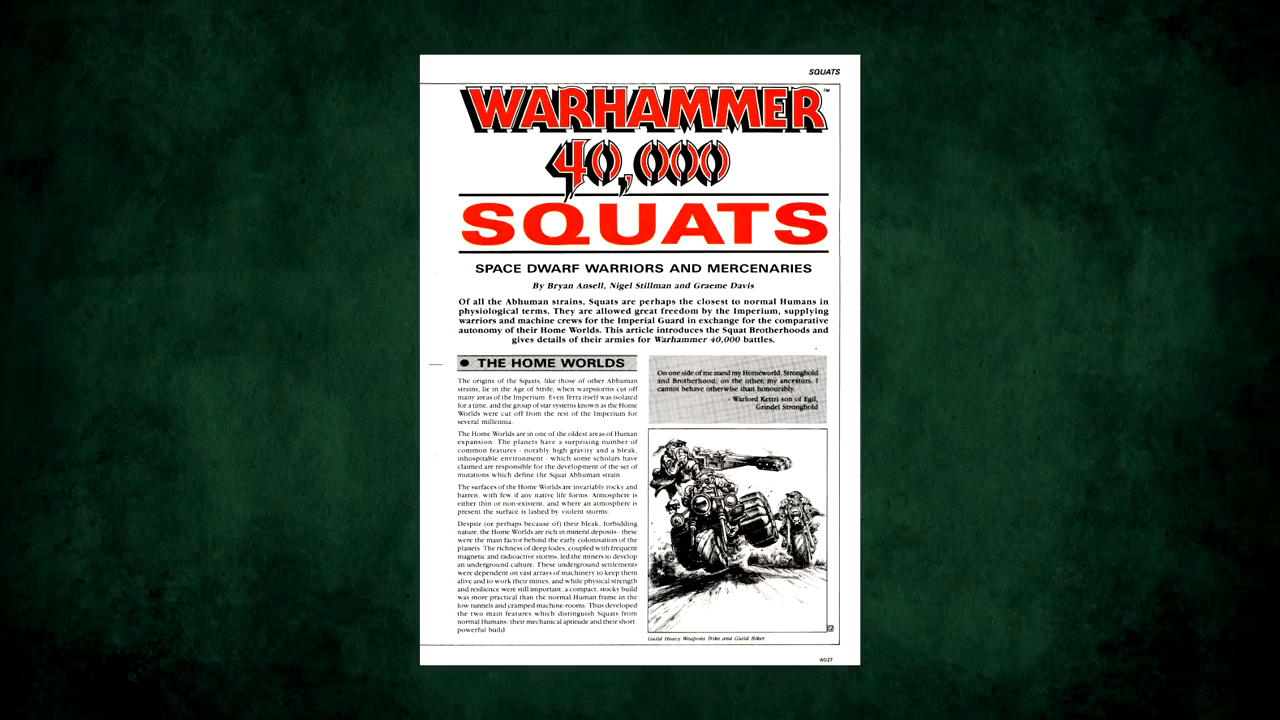 SQUATS
WARHAMMER™
40,000
SQUATS
SPACE DWARF WARRIORS AND MERCENARIES
By Bryan Ansell, Nigel Stillman and Graeme Davis
Of all the Abhuman strains, Squats are perhaps the closest to normal Humans in
physiological terms. They are allowed great freedom by the Imperium, supplying
warriors and machine crews for the Imperial Guard in exchange for the comparative
autonomy of their Home Worlds. This article introduces the Squat Brotherhoods and
gives details of their armies for Warhammer 40,000 battles.
● THE HOME WORLDS
The origins of the Squats, like those of other Abhuman
strains, lie in the Age of Strife, when warpstorms cut off
many areas of the Imperium. Even Terra itself was isolated
for a time, and the group of star systems known as the Home
Worlds were cut off from the rest of the Imperium for
several millennia.
The Home Worlds are in one of the oldest areas of Human
expansion. The planets have a surprising number of
common features - notably high gravity and a bleak,
inhospitable environment - which some scholars have
claimed are responsible for the development of the set of
mutations which define the Squat Abhuman strain.
The surfaces of the Home Worlds are invariably rocky and
barren, with few if any native life forms. Atmosphere is
either thin or non-existent, and where an atmosphere is
present the surface is lashed by violent storms.
Despite (or perhaps because of) their bleak, forbidding
nature, the Home Worlds are rich in mineral deposits - these
were the main factor behind the early colonisation of the
planets. The richness of deep lodes, coupled with frequent
magnetic and radioactive storms, led the miners to develop
an underground culture. These underground settlements
were dependent on vast arrays of machinery to keep them
alive and to work their mines, and while physical strength
and resilience were still important, a compact, stocky build
was more practical than the normal Human frame in the
low tunnels and cramped machine-rooms. Thus developed
the two main features which distinguish Squats from
normal Humans: their mechanical aptitude and their short,
powerful build.
On one side of me stand my Homeworld, Stronghold
and Brotherhood; on the other, my ancestors. I
cannot behave otherwise than honourably.
- Warlord Kettri son of Egil,
Grindel Stronghold
Guild Heavy Weapons Trike and Guild Biker
WD27